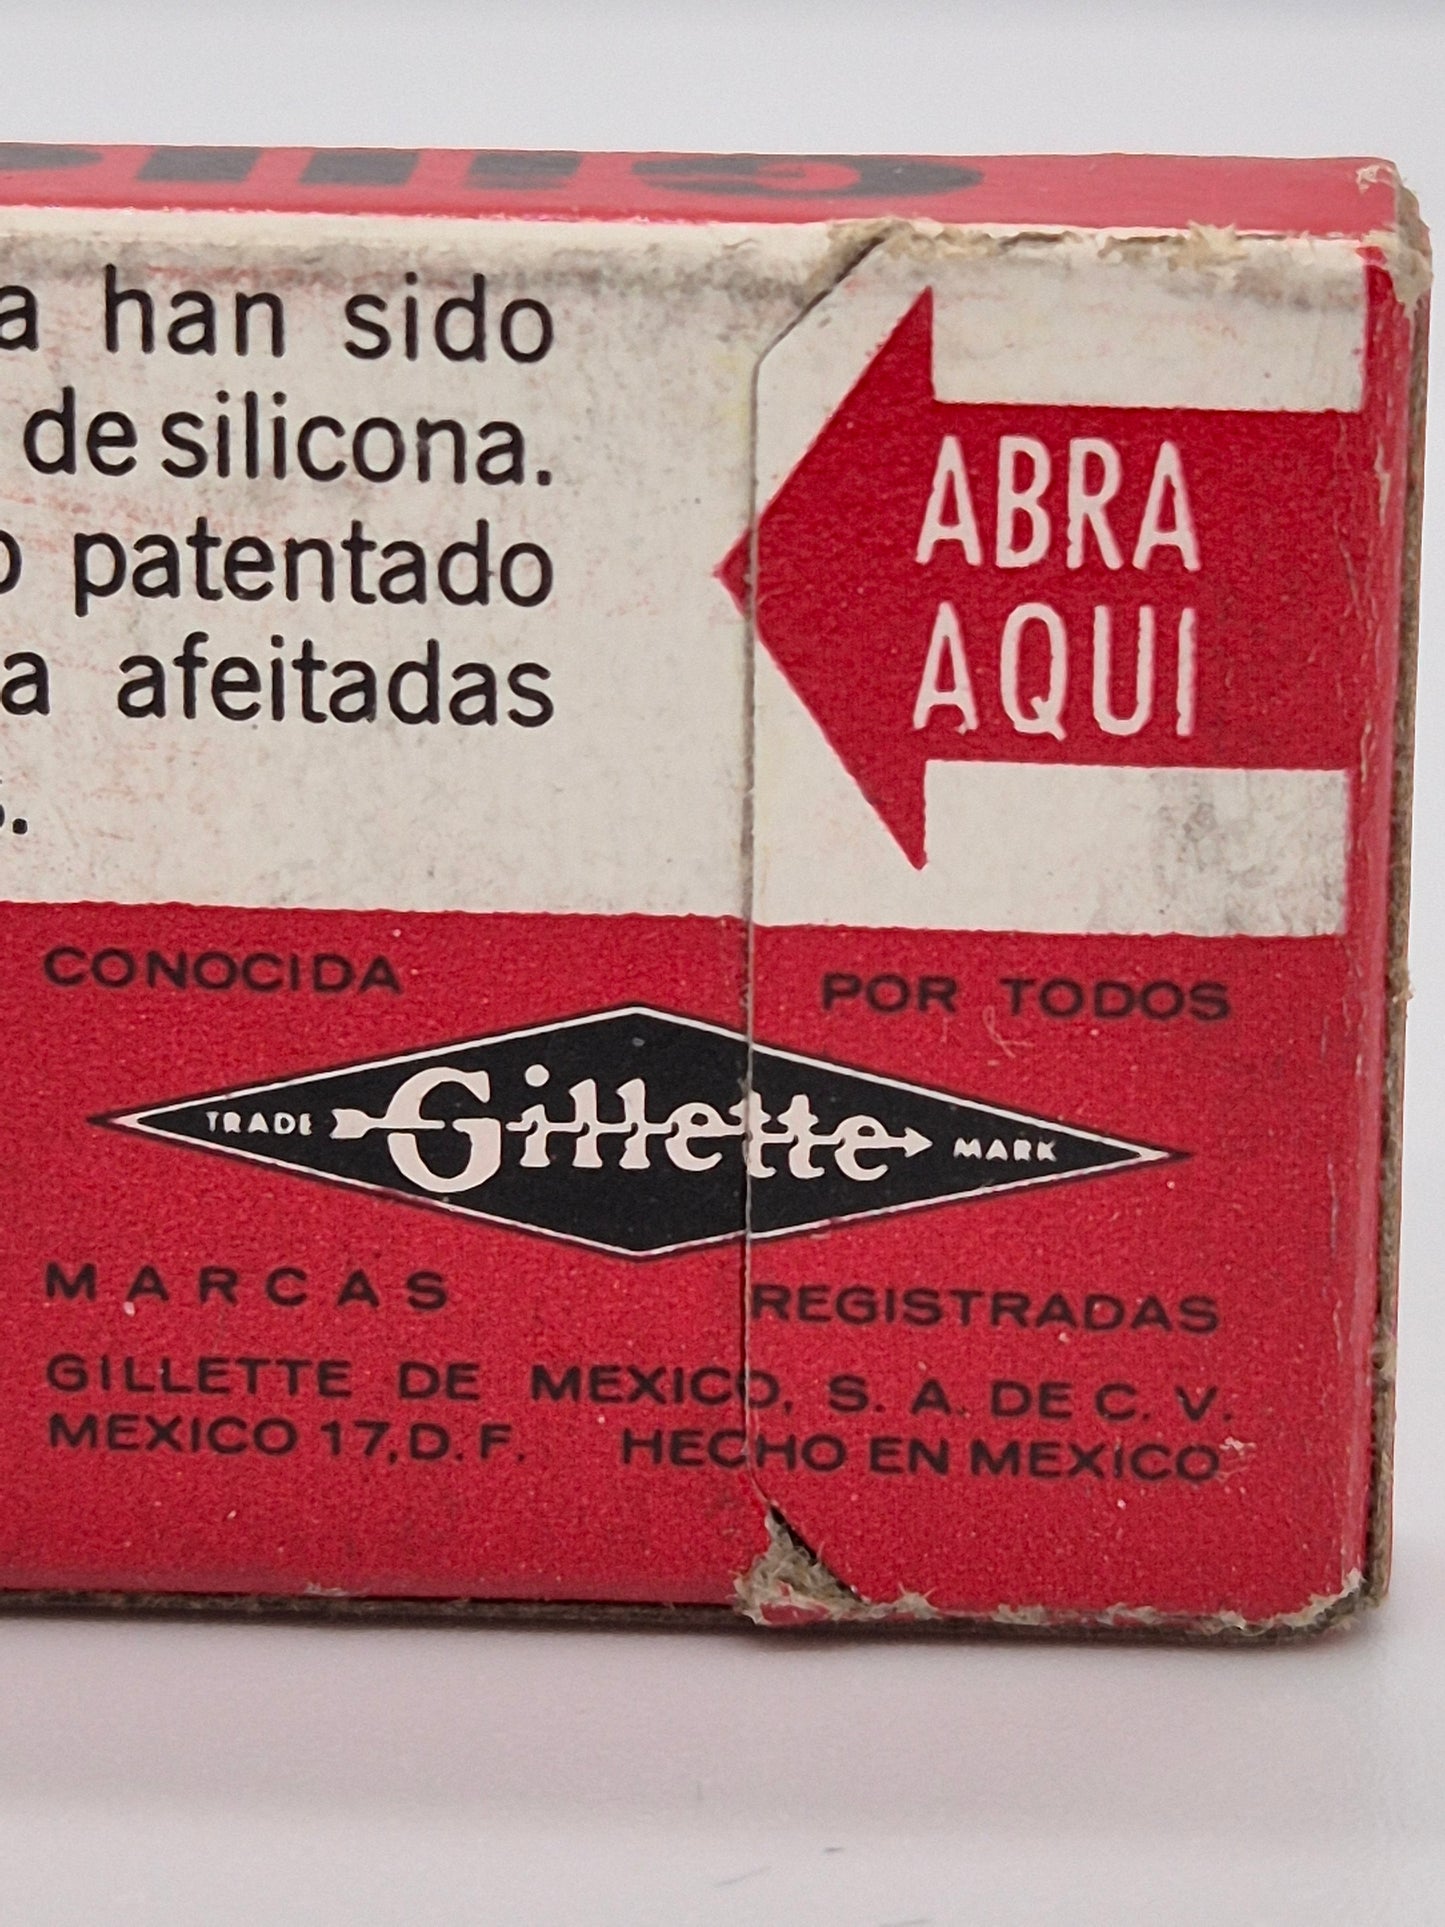 a han sido
de silicona.
patentado
a afeitadas
ABRA
AQUI
CONOCIDA POR TODOS
TRADE Gillette MARK
MARCAS REGISTRADAS
GILLETTE DE MEXICO, S. A. DE C. V.
MEXICO 17, D. F. HECHO EN MEXICO